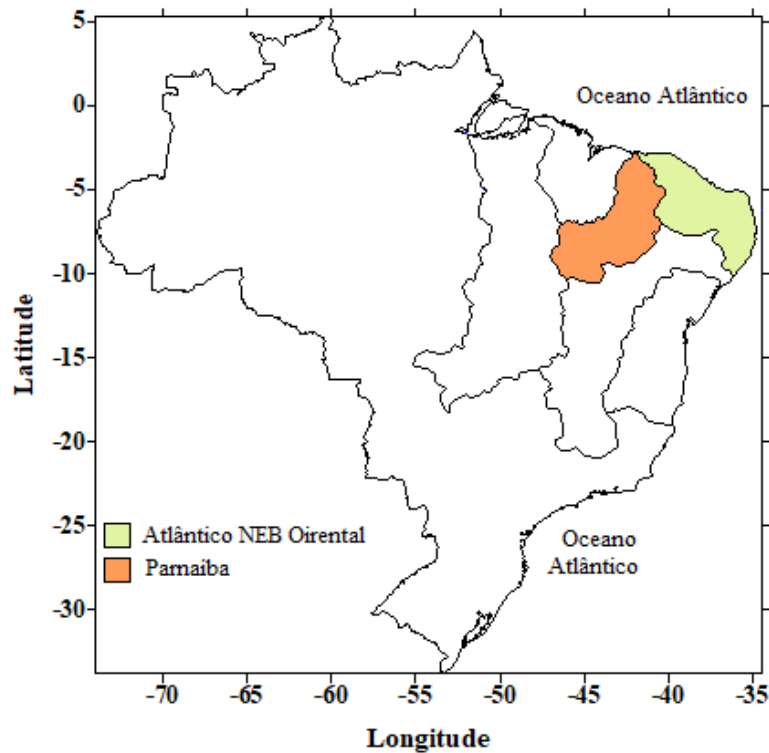 5
0
-5
-10
-15
-20
-25
-30
Latitude
Oceano Atlântico
Atlântico NEB Oirental
Parnaiba
Oceano
Atlântico
-70 -65 -60 -55 -50 -45 -40 -35
Longitude